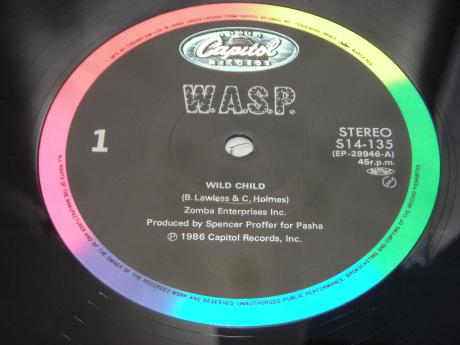 Capitol
RECORDS
W.A.S.P.
1
STEREO
S14-135
(EP-29946-A)
45r.p.m.
WILD CHILD
(B. Lawless & C. Holmes)
Zomba Enterprises Inc.
Produced by Spencer Proffer for Pasha
Ⓟ 1986 Capitol Records, Inc.
ALL RIGHTS OF THE MANUFACTURER AND OF THE OWNER OF THE RECORDED WORK ARE RESERVED. UNAUTHORIZED PUBLIC PERFORMANCE, BROADCASTING AND COPYING OF THE RECORD PROHIBITED